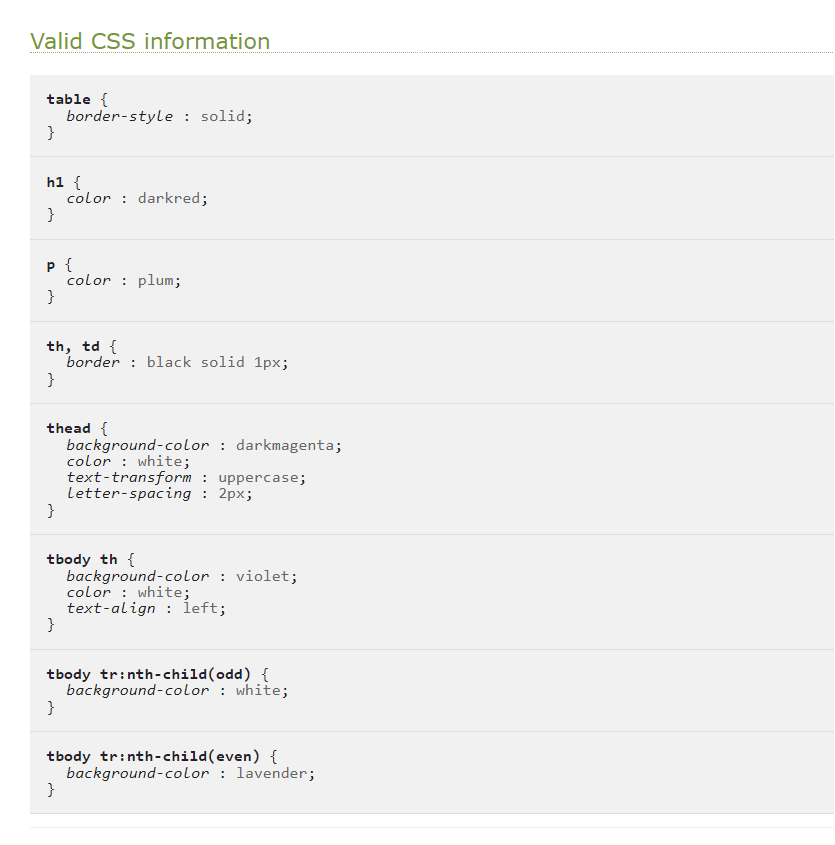 Valid CSS information
table {
border-style : solid;
}
h1 {
color : darkred;
}
p {
color : plum;
}
th, td {
border : black solid 1px;
}
thead {
background-color : darkmagenta;
color : white;
text-transform : uppercase;
letter-spacing : 2px;
}
tbody th {
background-color : violet;
color : white;
text-align : left;
}
tbody tr:nth-child(odd) {
background-color : white;
}
tbody tr:nth-child(even) {
background-color : lavender;
}